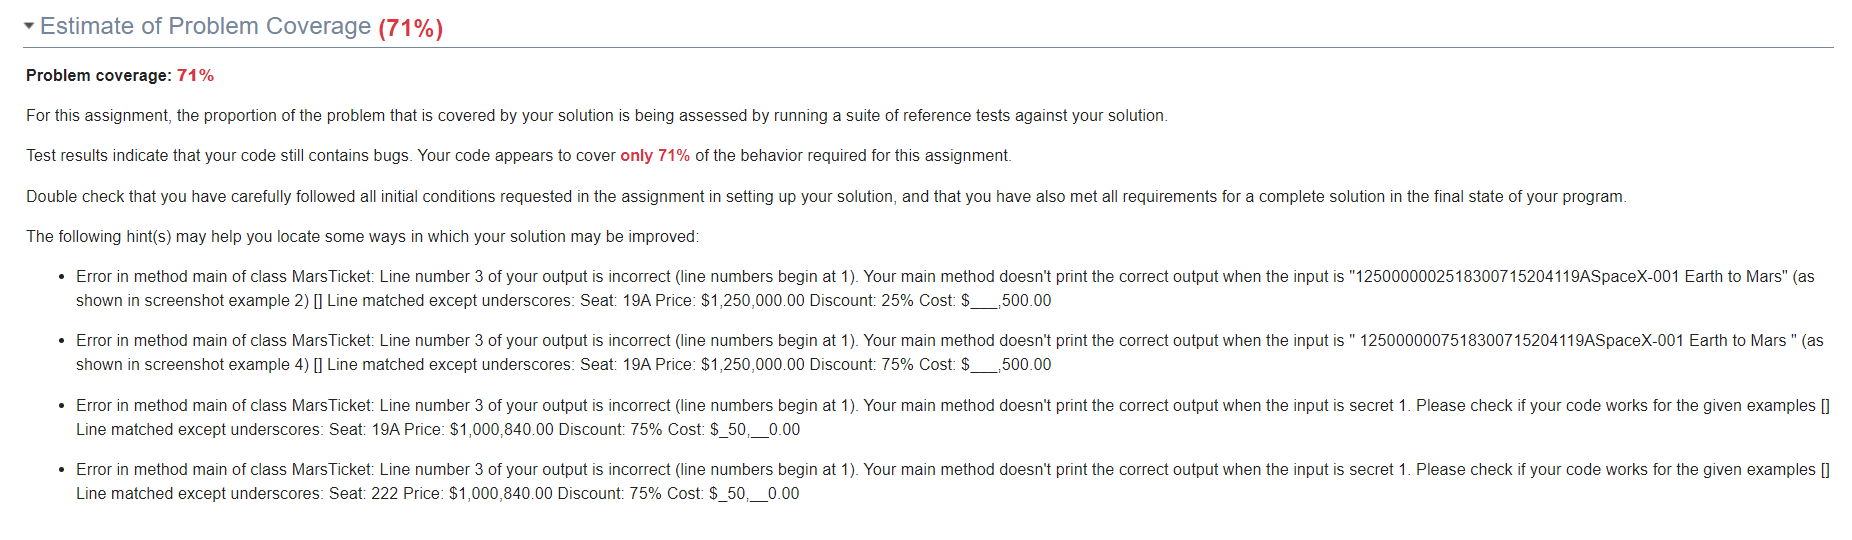 Estimate of Problem Coverage (71%)
Problem coverage: 71%
For this assignment, the proportion of the problem that is covered by your solution is being assessed by running a suite of reference tests against your solution.
Test results indicate that your code still contains bugs. Your code appears to cover only 71% of the behavior required for this assignment.
Double check that you have carefully followed all initial conditions requested in the assignment in setting up your solution, and that you have also met all requirements for a complete solution in the final state of your program.
The following hint(s) may help you locate some ways in which your solution may be improved:
• Error in method main of class MarsTicket: Line number 3 of your output is incorrect (line numbers begin at 1). Your main method doesn't print the correct output when the input is "1250000002518300715204119ASpaceX-001 Earth to Mars" (as
shown in screenshot example 2) [] Line matched except underscores: Seat: 19A Price: $1,250,000.00 Discount: 25% Cost: $___,500.00
• Error in method main of class MarsTicket: Line number 3 of your output is incorrect (line numbers begin at 1). Your main method doesn't print the correct output when the input is " 1250000007518300715204119ASpaceX-001 Earth to Mars " (as
shown in screenshot example 4) [] Line matched except underscores: Seat: 19A Price: $1,250,000.00 Discount: 75% Cost: $___,500.00
• Error in method main of class MarsTicket: Line number 3 of your output is incorrect (line numbers begin at 1). Your main method doesn't print the correct output when the input is secret 1. Please check if your code works for the given examples []
Line matched except underscores: Seat: 19A Price: $1,000,840.00 Discount: 75% Cost: $_50,__0.00
• Error in method main of class MarsTicket: Line number 3 of your output is incorrect (line numbers begin at 1). Your main method doesn't print the correct output when the input is secret 1. Please check if your code works for the given examples []
Line matched except underscores: Seat: 222 Price: $1,000,840.00 Discount: 75% Cost: $_50,__0.00